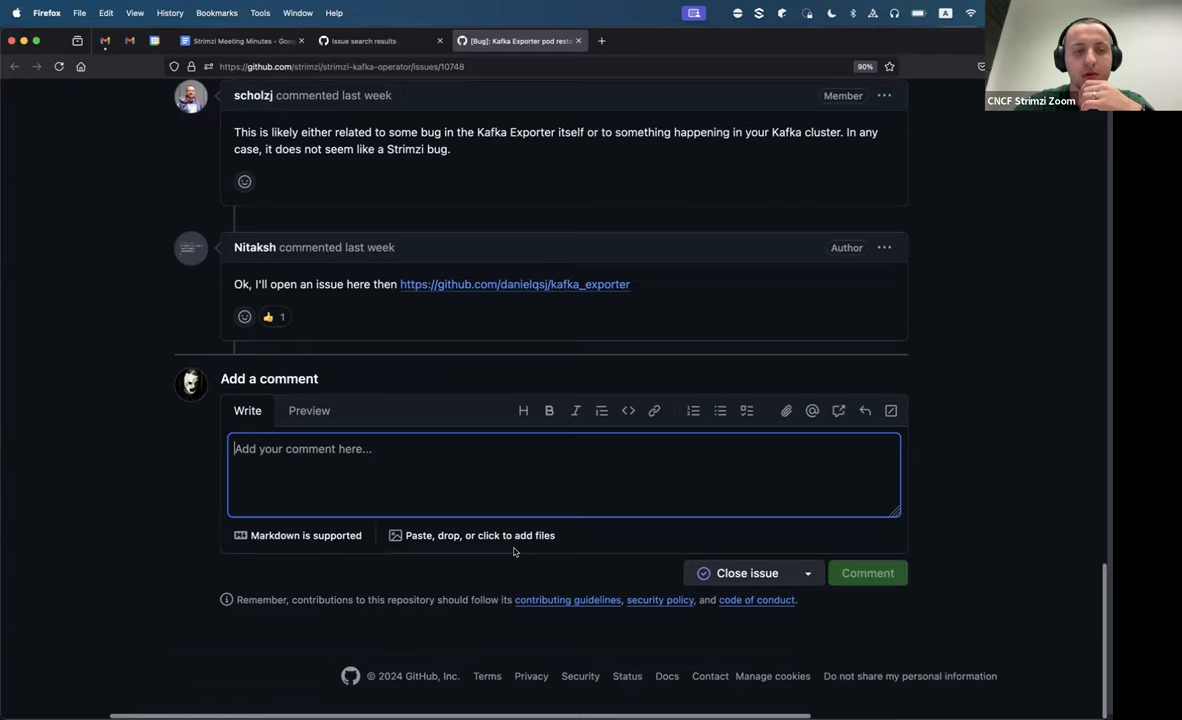 Firefox File Edit View History Bookmarks Tools Window Help A
Strimzi Meeting Minutes - Goog
Issue search results
[Bug]: Kafka Exporter pod resta
https://github.com/strimzi/strimzi-kafka-operator/issues/10748
90%
CNCF Strimzi Zoom
scholzj commented last week
Member
This is likely either related to some bug in the Kafka Exporter itself or to something happening in your Kafka cluster. In any
case, it does not seem like a Strimzi bug.
Nitaksh commented last week
Author
Ok, I'll open an issue here then https://github.com/danielqsj/kafka_exporter
👍 1
Add a comment
Write Preview
H B I
Add your comment here...
Markdown is supported
Paste, drop, or click to add files
Close issue
Comment
Remember, contributions to this repository should follow its contributing guidelines, security policy, and code of conduct.
© 2024 GitHub, Inc. Terms Privacy Security Status Docs Contact Manage cookies Do not share my personal information